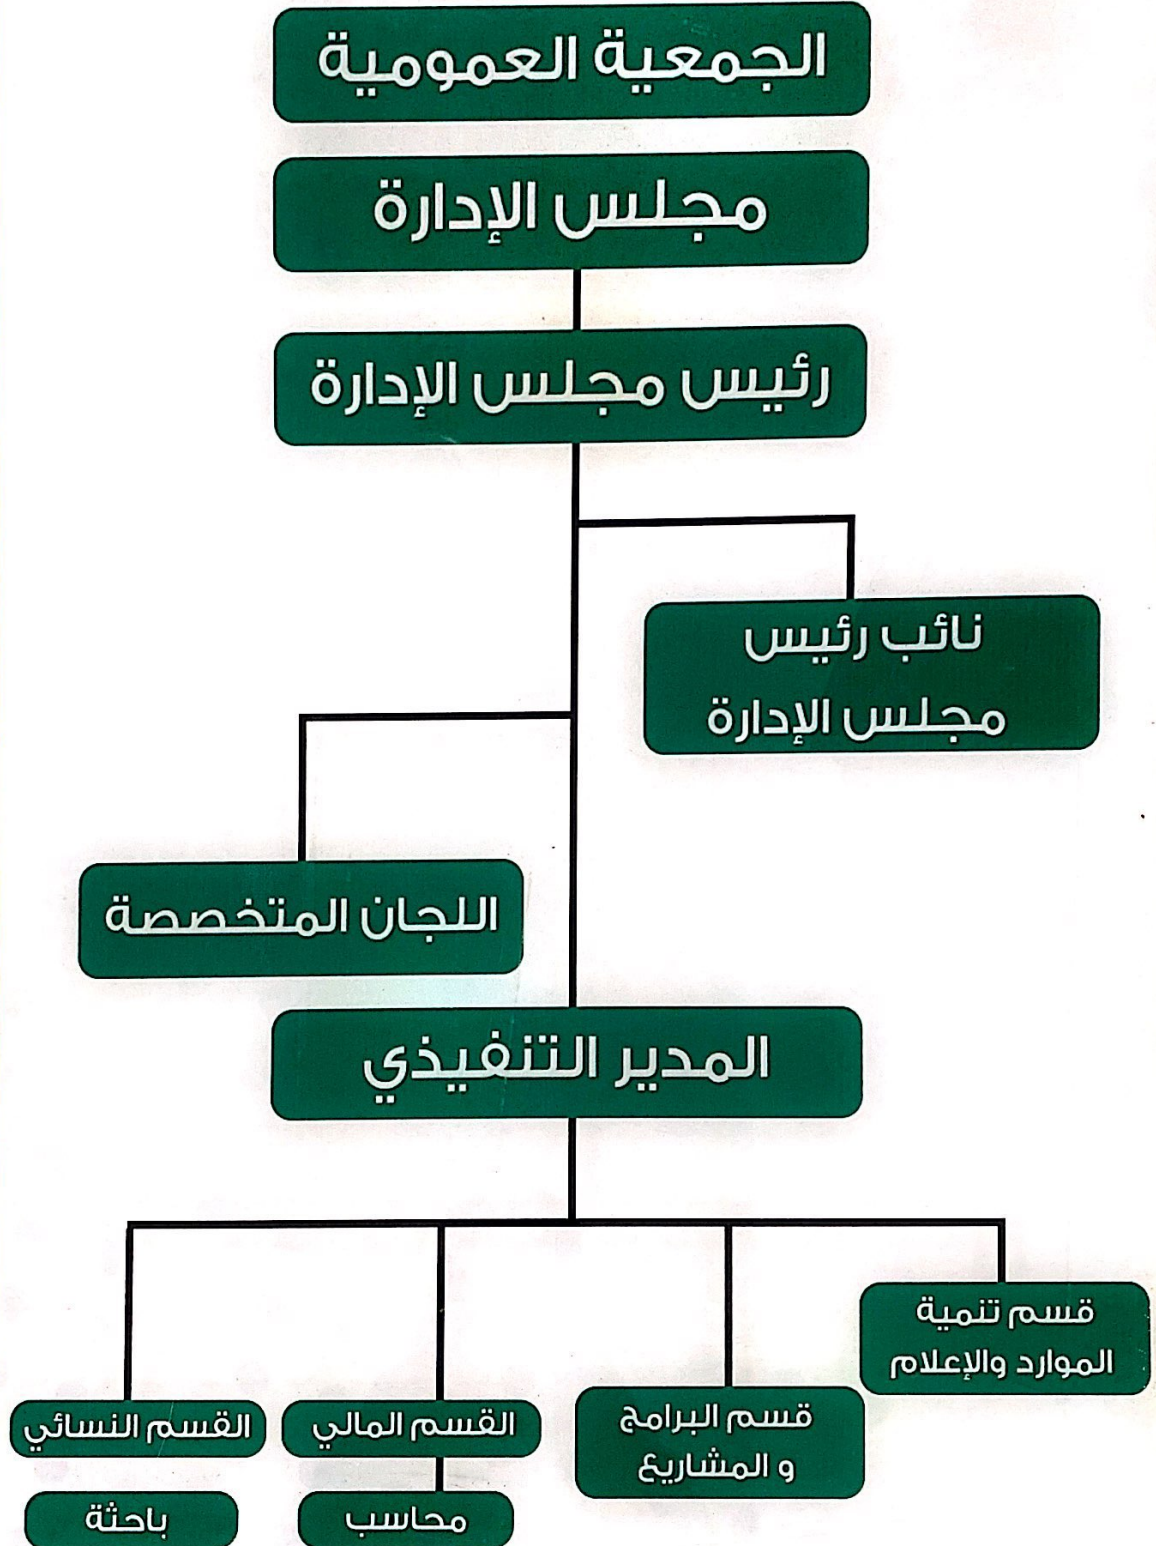 الجمعية العمومية
مجلس الإدارة
رئيس مجلس الإدارة
نائب رئيس
مجلس الإدارة
اللجان المتخصصة
المدير التنفيذي
قسم تنمية
الموارد والإعلام
قسم البرامج
و المشاريع
القسم المالي
القسم النسائي
محاسب
باحثة